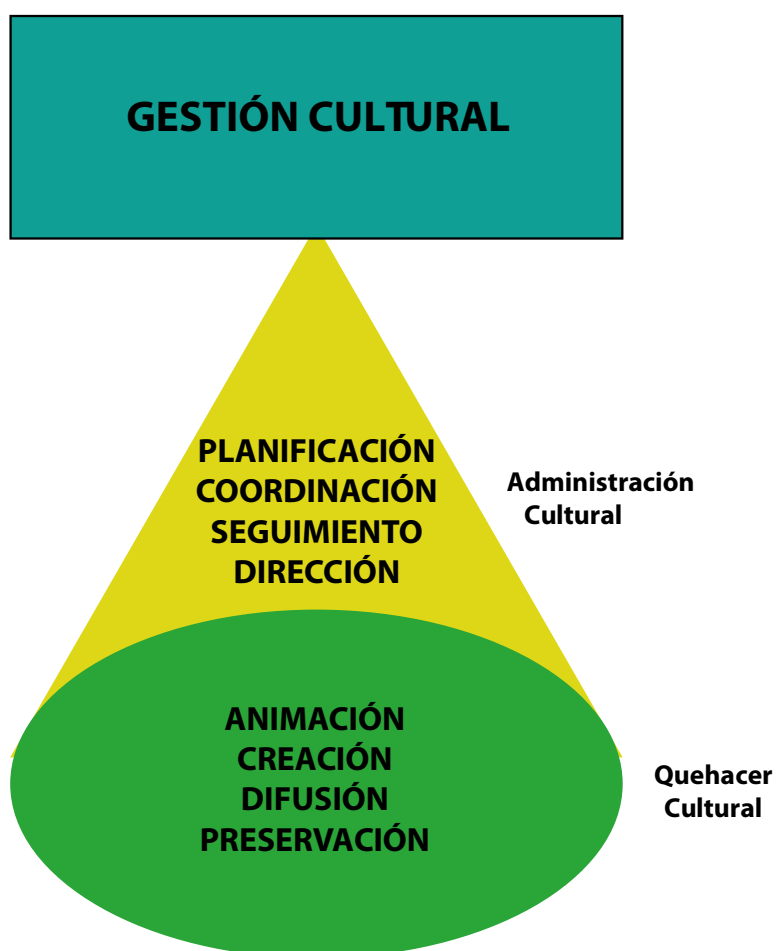 GESTIÓN CULTURAL
PLANIFICACIÓN
COORDINACIÓN
SEGUIMIENTO
DIRECCIÓN
Administración
Cultural
ANIMACIÓN
CREACIÓN
DIFUSIÓN
PRESERVACIÓN
Quehacer
Cultural